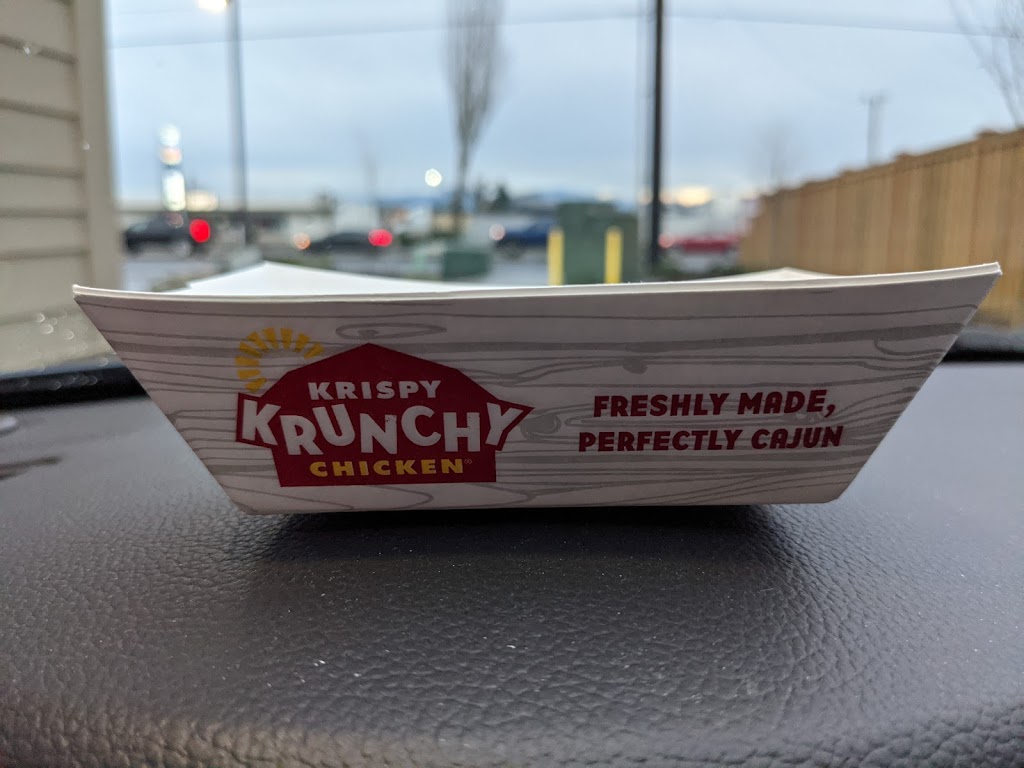 KRISPY
KRUNCHY
CHICKEN®
FRESHLY MADE,
PERFECTLY CAJUN